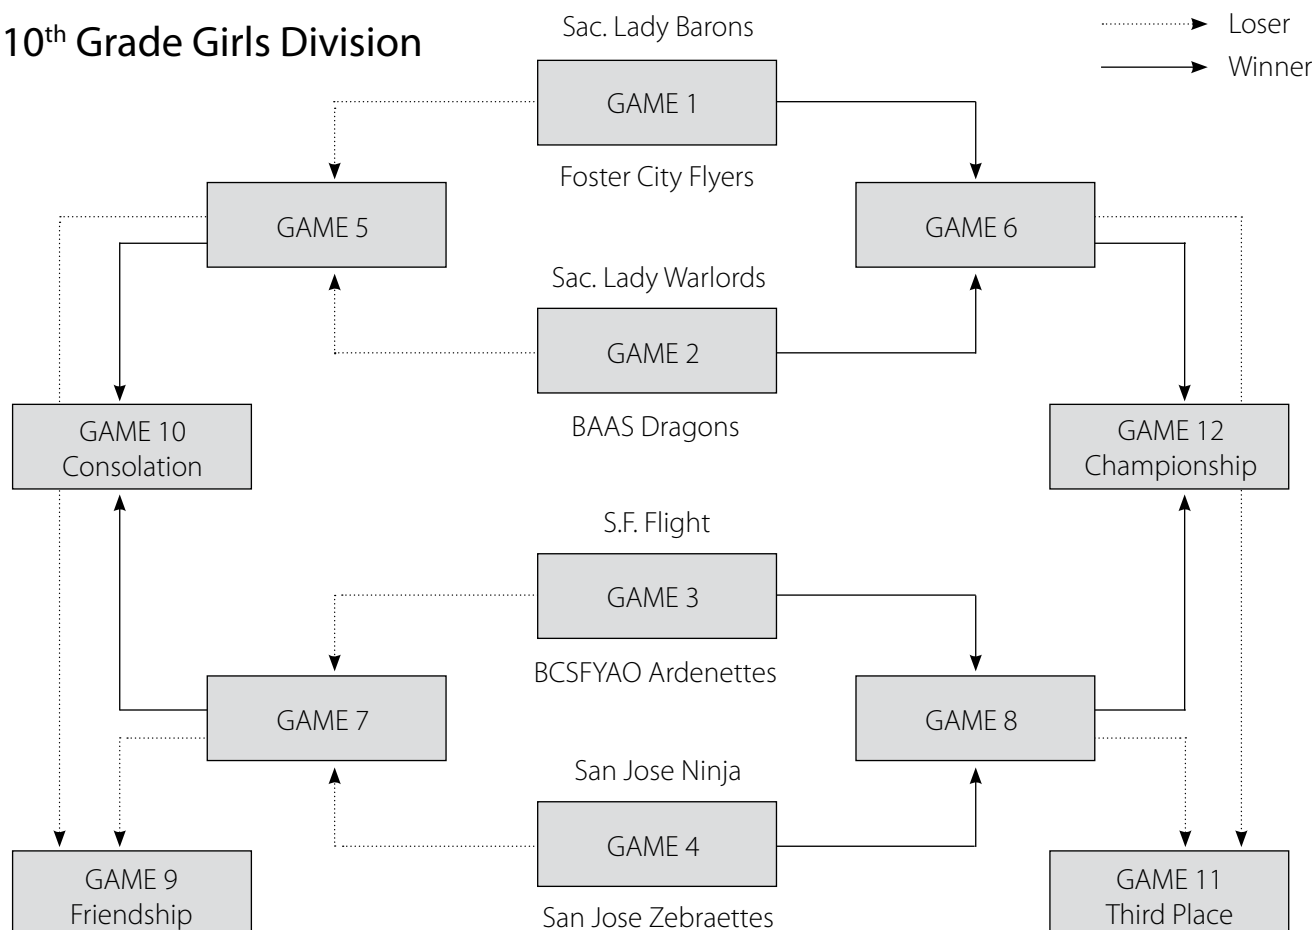 10th Grade Girls Division
Sac. Lady Barons
Loser
Winner
GAME 1
Foster City Flyers
GAME 5
GAME 6
Sac. Lady Warlords
GAME 2
BAAS Dragons
GAME 10
Consolation
GAME 12
Championship
S.F. Flight
GAME 3
BCSFYAO Ardenettes
GAME 7
GAME 8
San Jose Ninja
GAME 4
San Jose Zebraettes
GAME 9
Friendship
GAME 11
Third Place